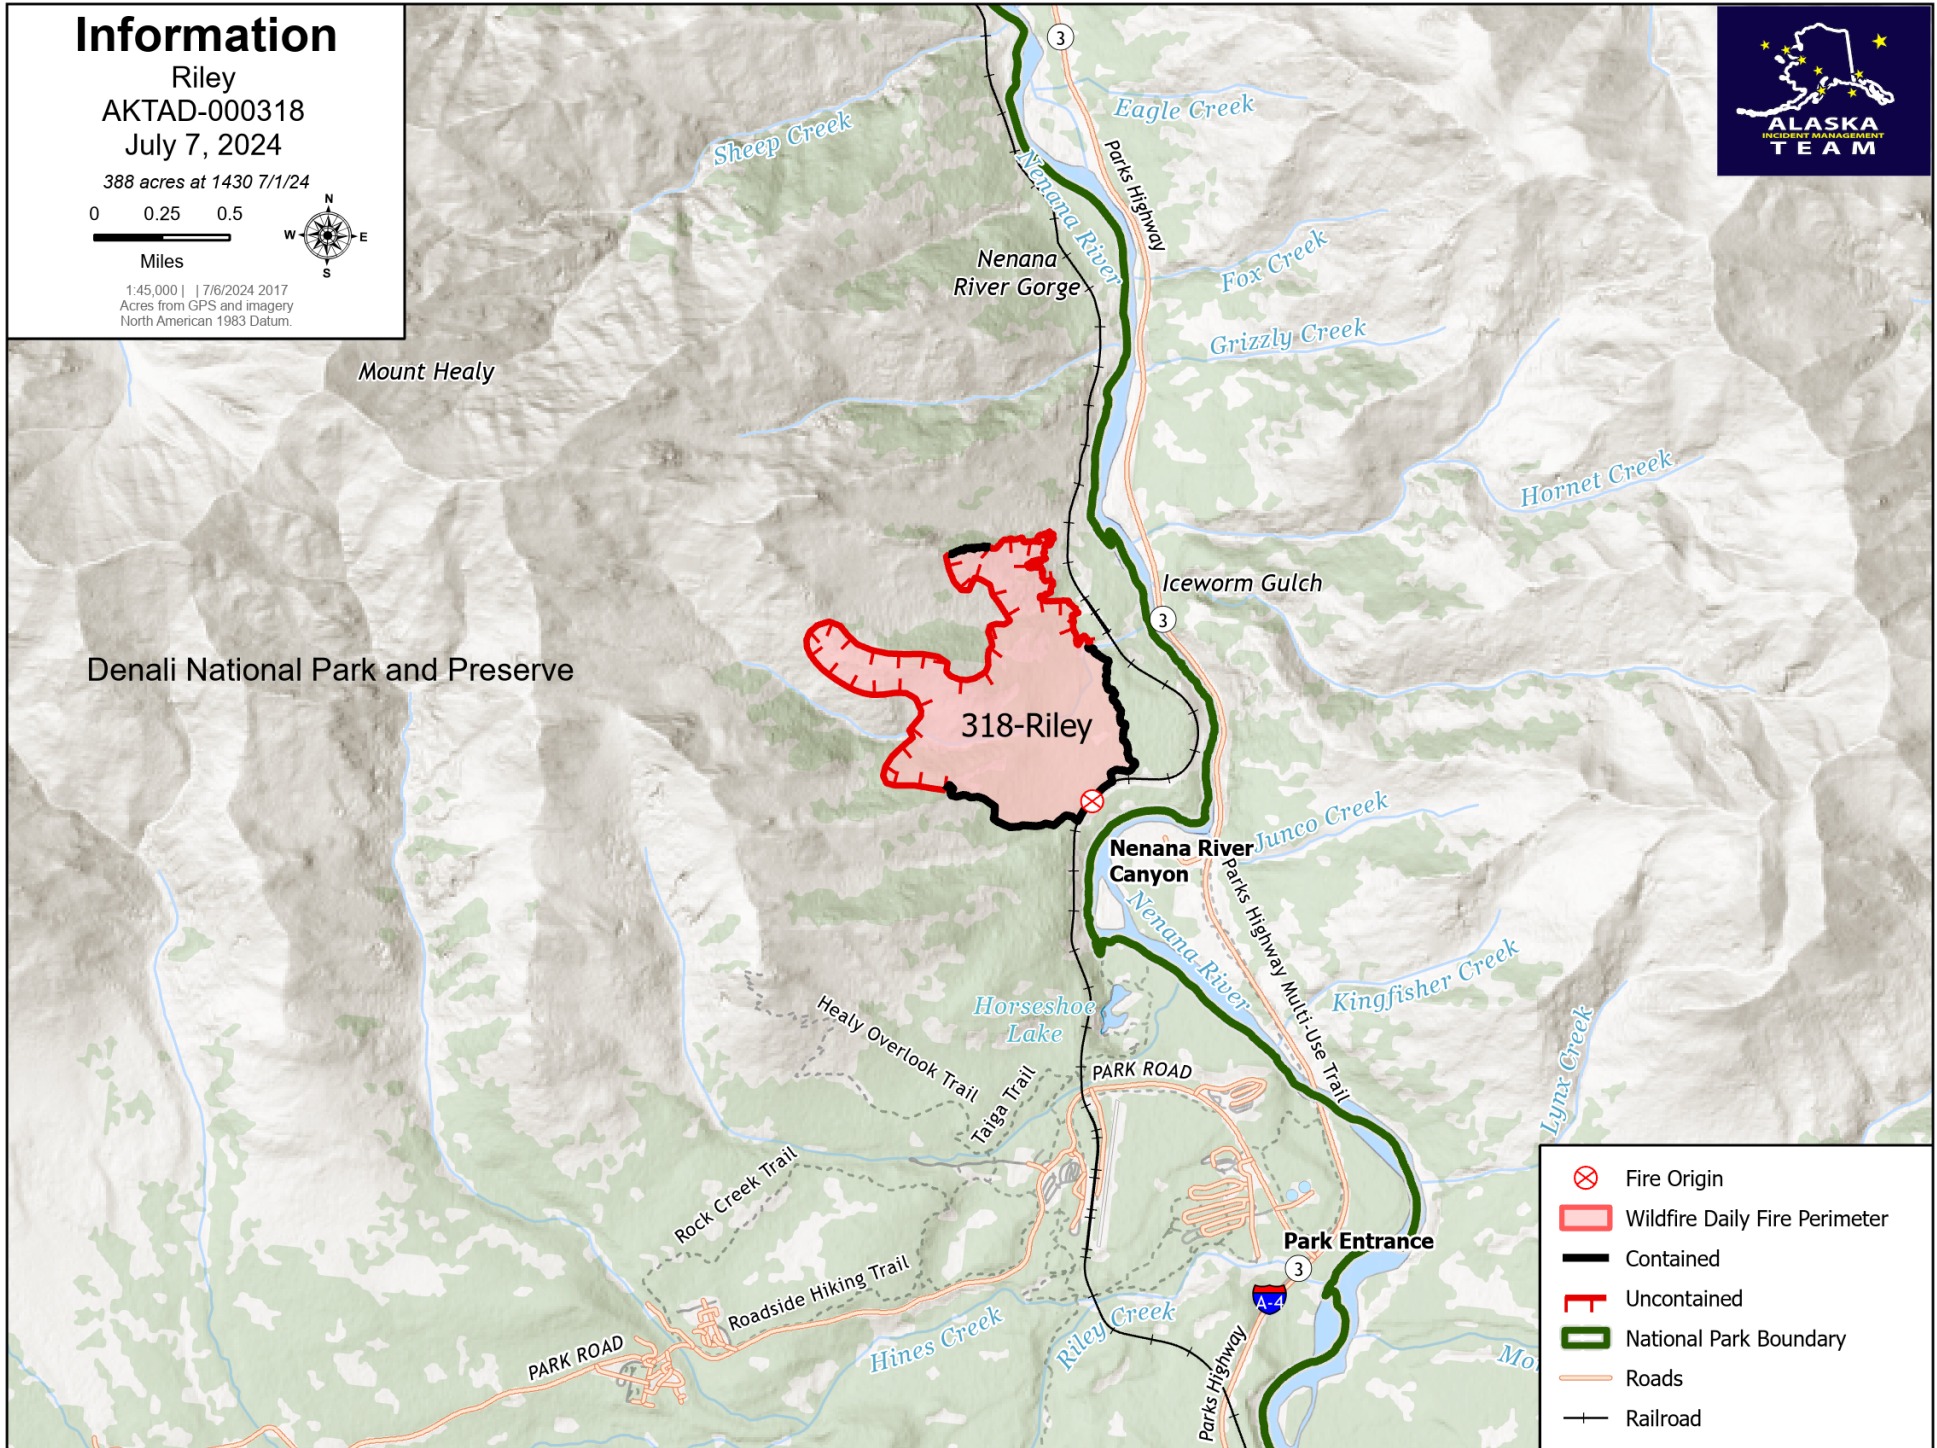 Information
Riley
AKTAD-000318
July 7, 2024
388 acres at 1430 7/1/24
0 0.25 0.5
Miles
N
W E
S
1:45,000 | | 7/6/2024 2017
Acres from GPS and imagery
North American 1983 Datum.
ALASKA
INCIDENT MANAGEMENT
TEAM
3
Eagle Creek
Sheep Creek
Parks Highway
Nenana River
Nenana
River Gorge
Fox Creek
Grizzly Creek
Mount Healy
Hornet Creek
Iceworm Gulch
3
Denali National Park and Preserve
318-Riley
Junco Creek
Nenana River
Canyon
Parks Highway Multi-Use Trail
Nenana River
Kingfisher Creek
Horseshoe
Lake
Healy Overlook Trail
Lynx Creek
Taiga Trail
PARK ROAD
Rock Creek Trail
Park Entrance
3
A-4
Roadside Hiking Trail
Hines Creek
Riley Creek
PARK ROAD
Parks Highway
Fire Origin
Wildfire Daily Fire Perimeter
Contained
Uncontained
National Park Boundary
Roads
Railroad